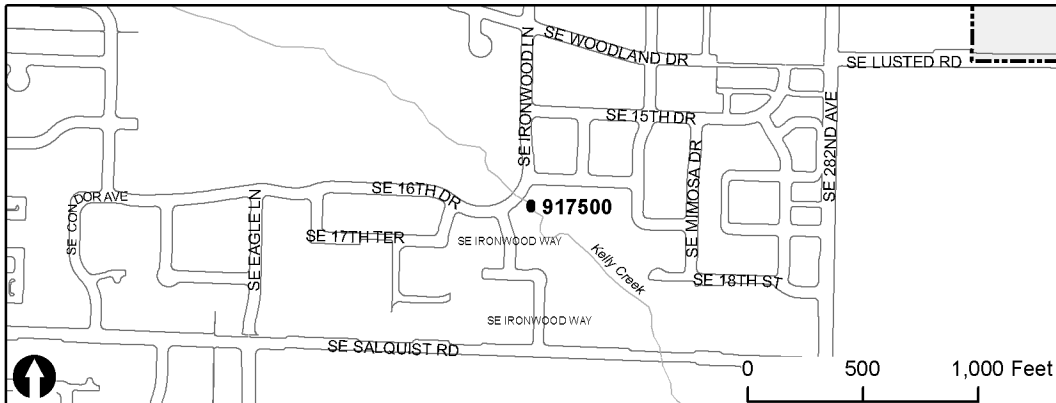 SE WOODLAND DR
SE LUSTED RD
SE IRONWOOD LN
SE 15TH DR
SE 282ND AVE
SE MIMOSA DR
SE CONDOR AVE
SE EAGLE LN
SE 16TH DR
917500
SE 17TH TER
SE IRONWOOD WAY
Kelly Creek
SE 18TH ST
SE IRONWOOD WAY
SE SALQUIST RD
0 500 1,000 Feet